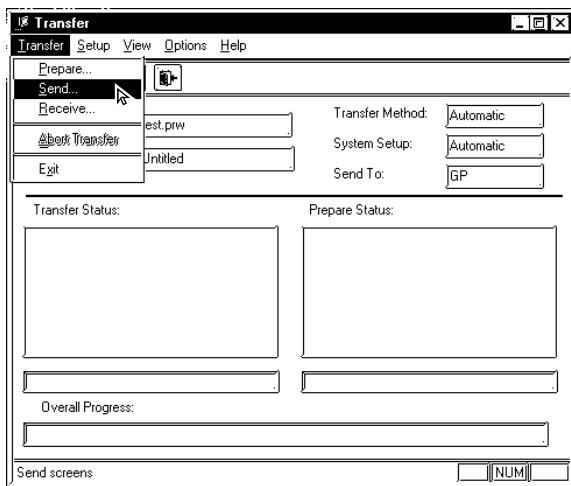 Transfer
Transfer Setup View Options Help
Prepare...
Send...
Receive...
Abort Transfer
Exit
est.prw
Untitled
Transfer Method: Automatic
System Setup: Automatic
Send To: GP
Transfer Status:
Prepare Status:
Overall Progress:
Send screens
NUM